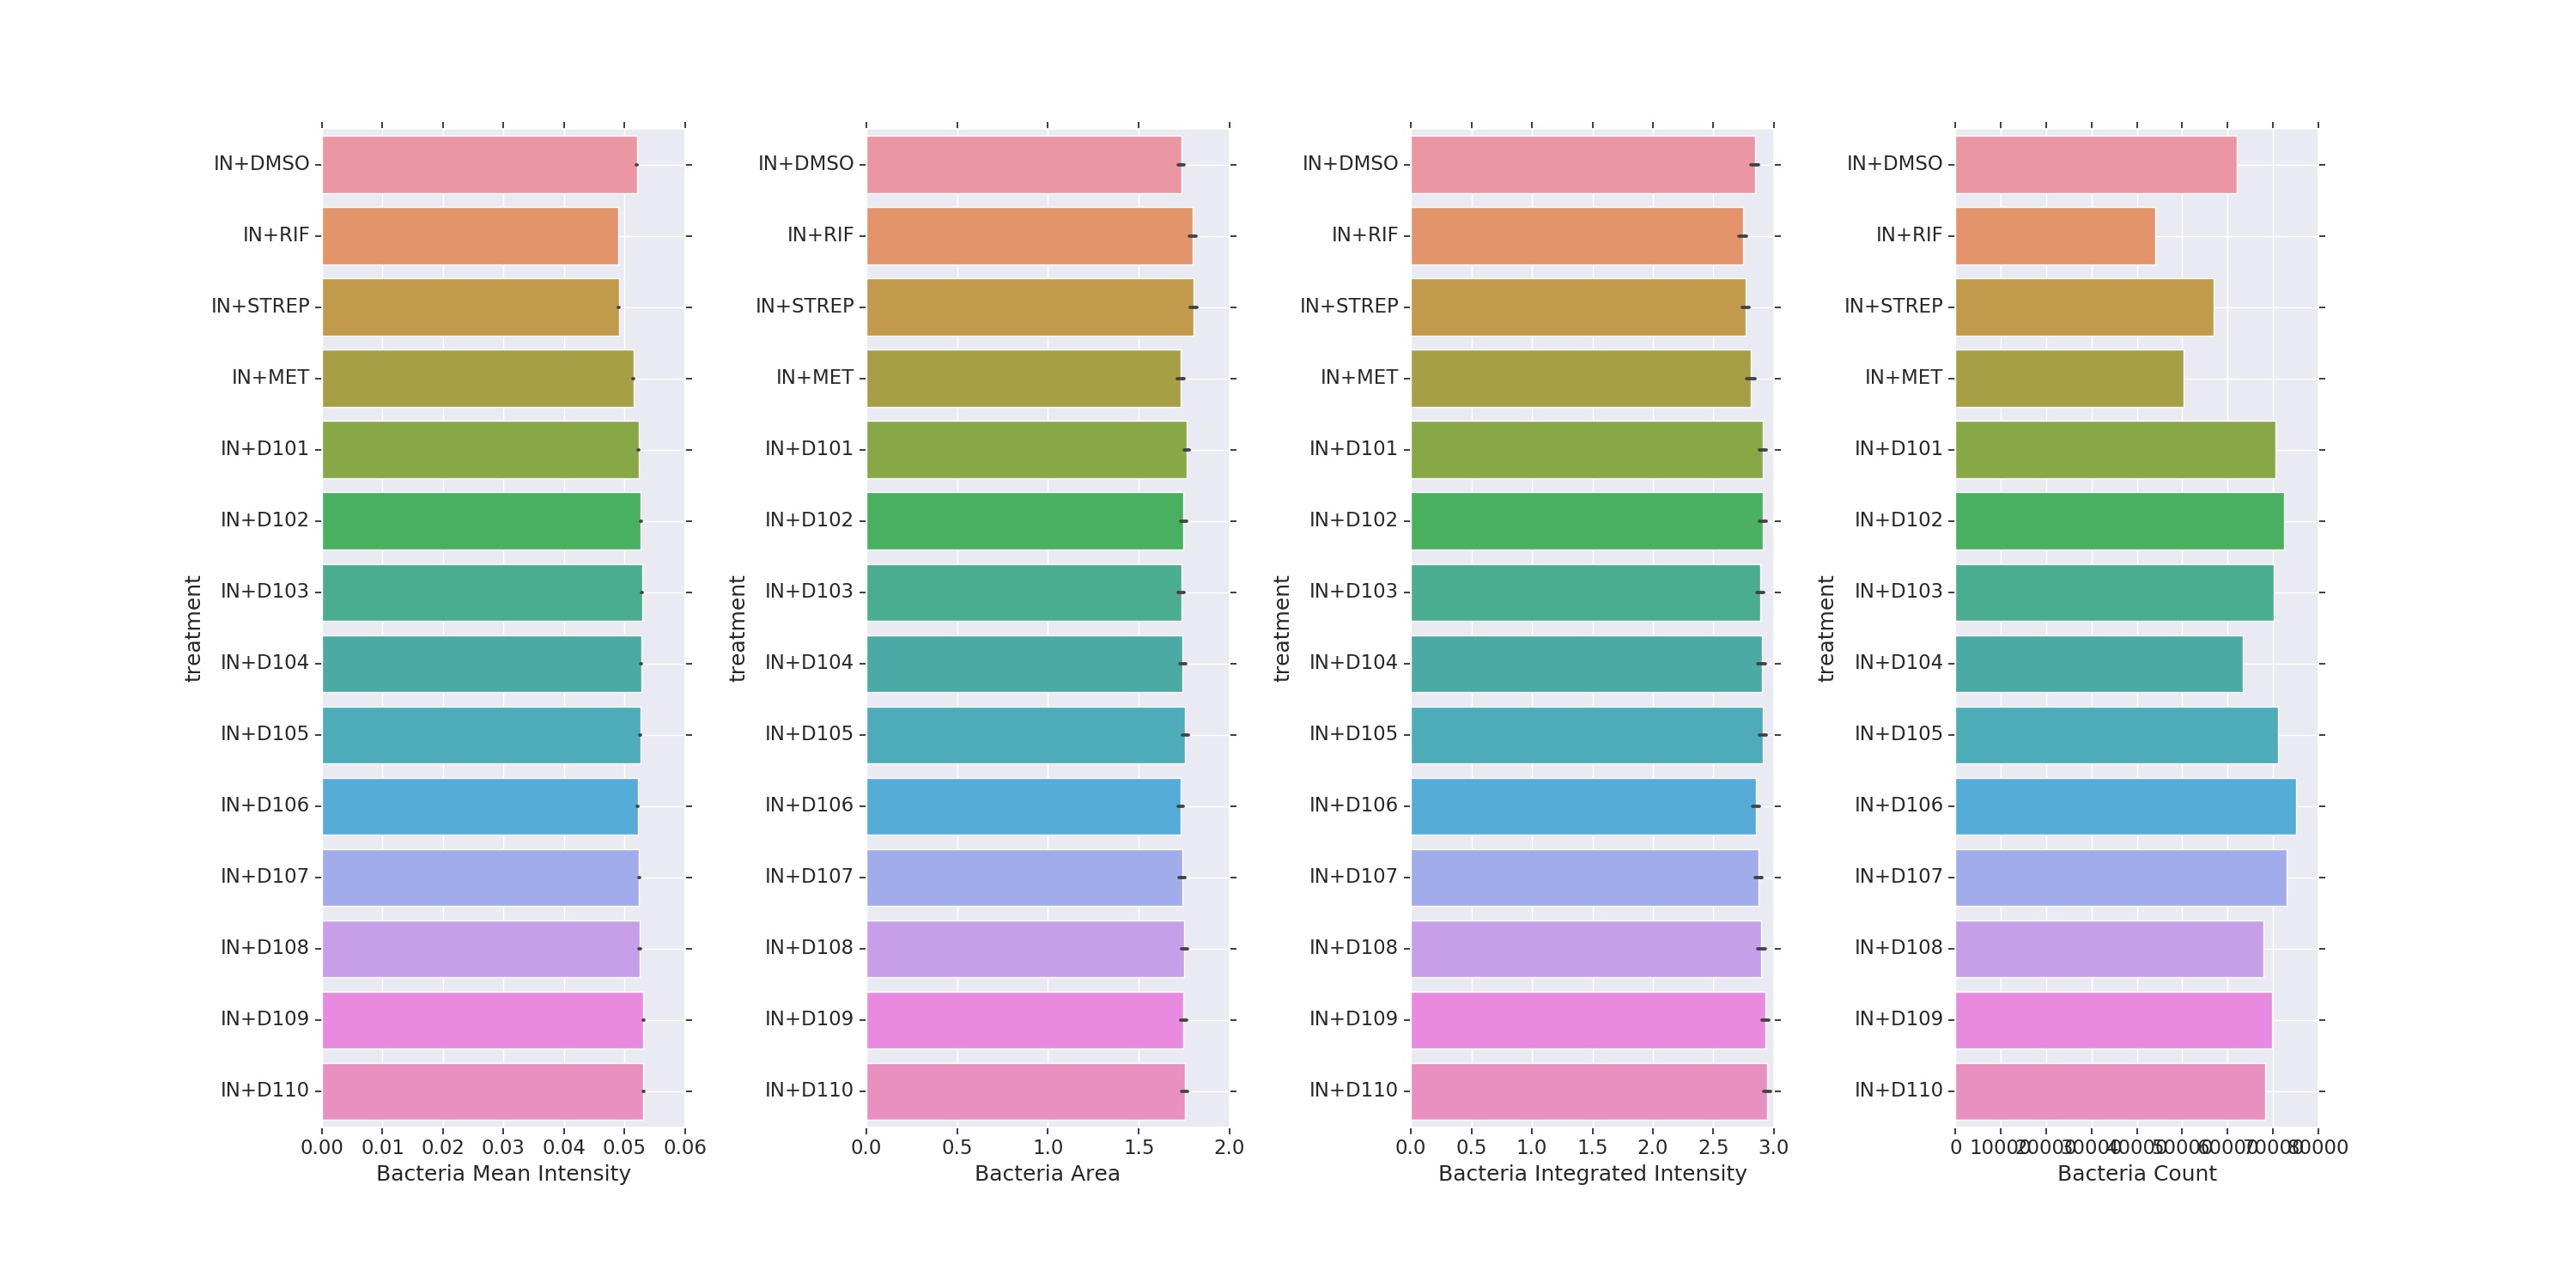 IN+DMSO
IN+RIF
IN+STREP
IN+MET
IN+D101
IN+D102
IN+D103
IN+D104
IN+D105
IN+D106
IN+D107
IN+D108
IN+D109
IN+D110
treatment
0.00 0.01 0.02 0.03 0.04 0.05 0.06
Bacteria Mean Intensity
IN+DMSO
IN+RIF
IN+STREP
IN+MET
IN+D101
IN+D102
IN+D103
IN+D104
IN+D105
IN+D106
IN+D107
IN+D108
IN+D109
IN+D110
treatment
0.0 0.5 1.0 1.5 2.0
Bacteria Area
IN+DMSO
IN+RIF
IN+STREP
IN+MET
IN+D101
IN+D102
IN+D103
IN+D104
IN+D105
IN+D106
IN+D107
IN+D108
IN+D109
IN+D110
treatment
0.0 0.5 1.0 1.5 2.0 2.5 3.0
Bacteria Integrated Intensity
IN+DMSO
IN+RIF
IN+STREP
IN+MET
IN+D101
IN+D102
IN+D103
IN+D104
IN+D105
IN+D106
IN+D107
IN+D108
IN+D109
IN+D110
treatment
0 10000 20000 30000 40000 50000 60000 70000 80000
Bacteria Count